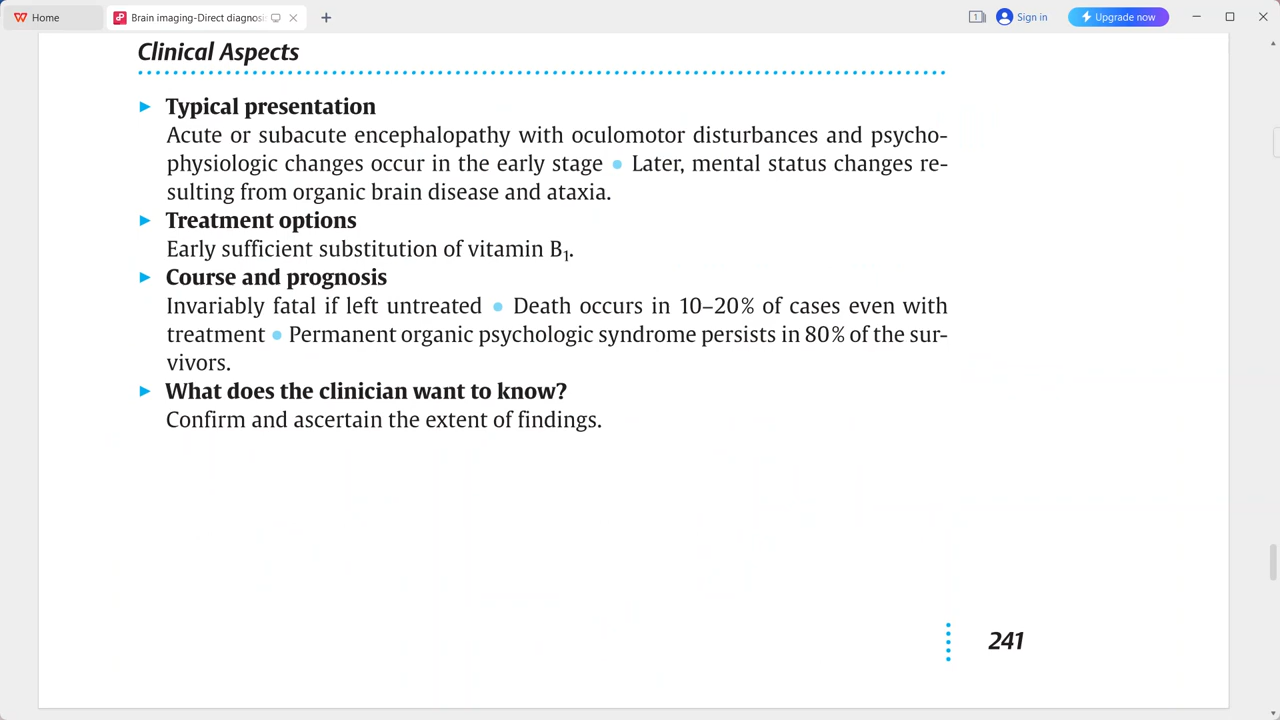 Home
Brain imaging-Direct diagnosi
1
Sign in
Upgrade now
Clinical Aspects
Typical presentation
Acute or subacute encephalopathy with oculomotor disturbances and psycho-
physiologic changes occur in the early stage • Later, mental status changes re-
sulting from organic brain disease and ataxia.
Treatment options
Early sufficient substitution of vitamin B₁.
Course and prognosis
Invariably fatal if left untreated • Death occurs in 10–20% of cases even with
treatment • Permanent organic psychologic syndrome persists in 80% of the sur-
vivors.
What does the clinician want to know?
Confirm and ascertain the extent of findings.
241